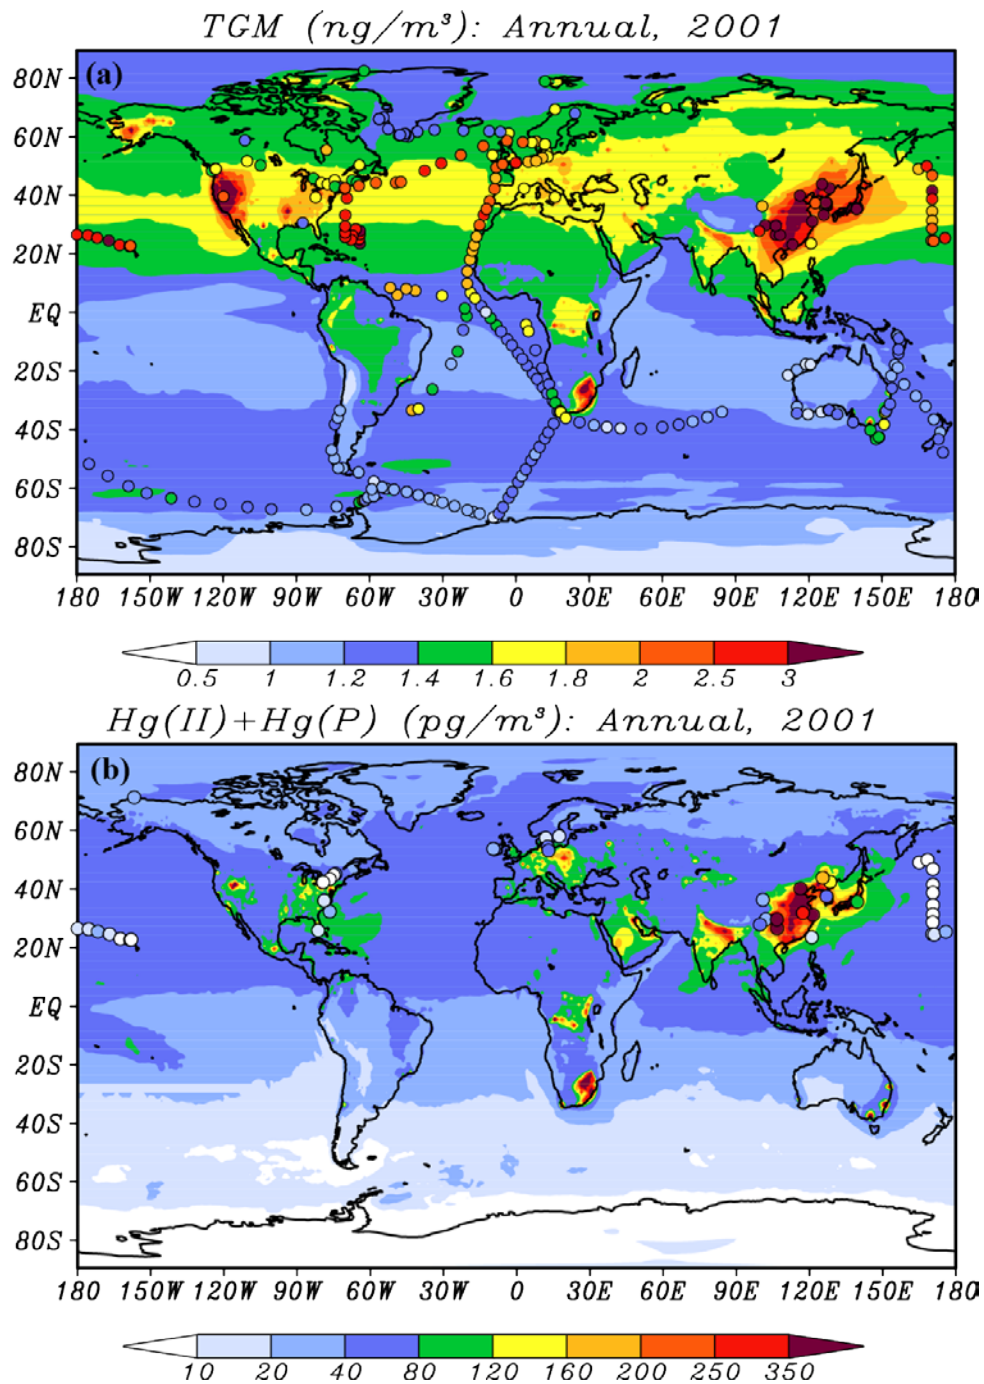 TGM (ng/m³): Annual, 2001
(a)
80N
60N
40N
20N
EQ
20S
40S
60S
80S
180 150W 120W 90W 60W 30W 0 30E 60E 90E 120E 150E 180
0.5 1 1.2 1.4 1.6 1.8 2 2.5 3
Hg(II)+Hg(P) (pg/m³): Annual, 2001
(b)
80N
60N
40N
20N
EQ
20S
40S
60S
80S
180 150W 120W 90W 60W 30W 0 30E 60E 90E 120E 150E 180
10 20 40 80 120 160 200 250 350